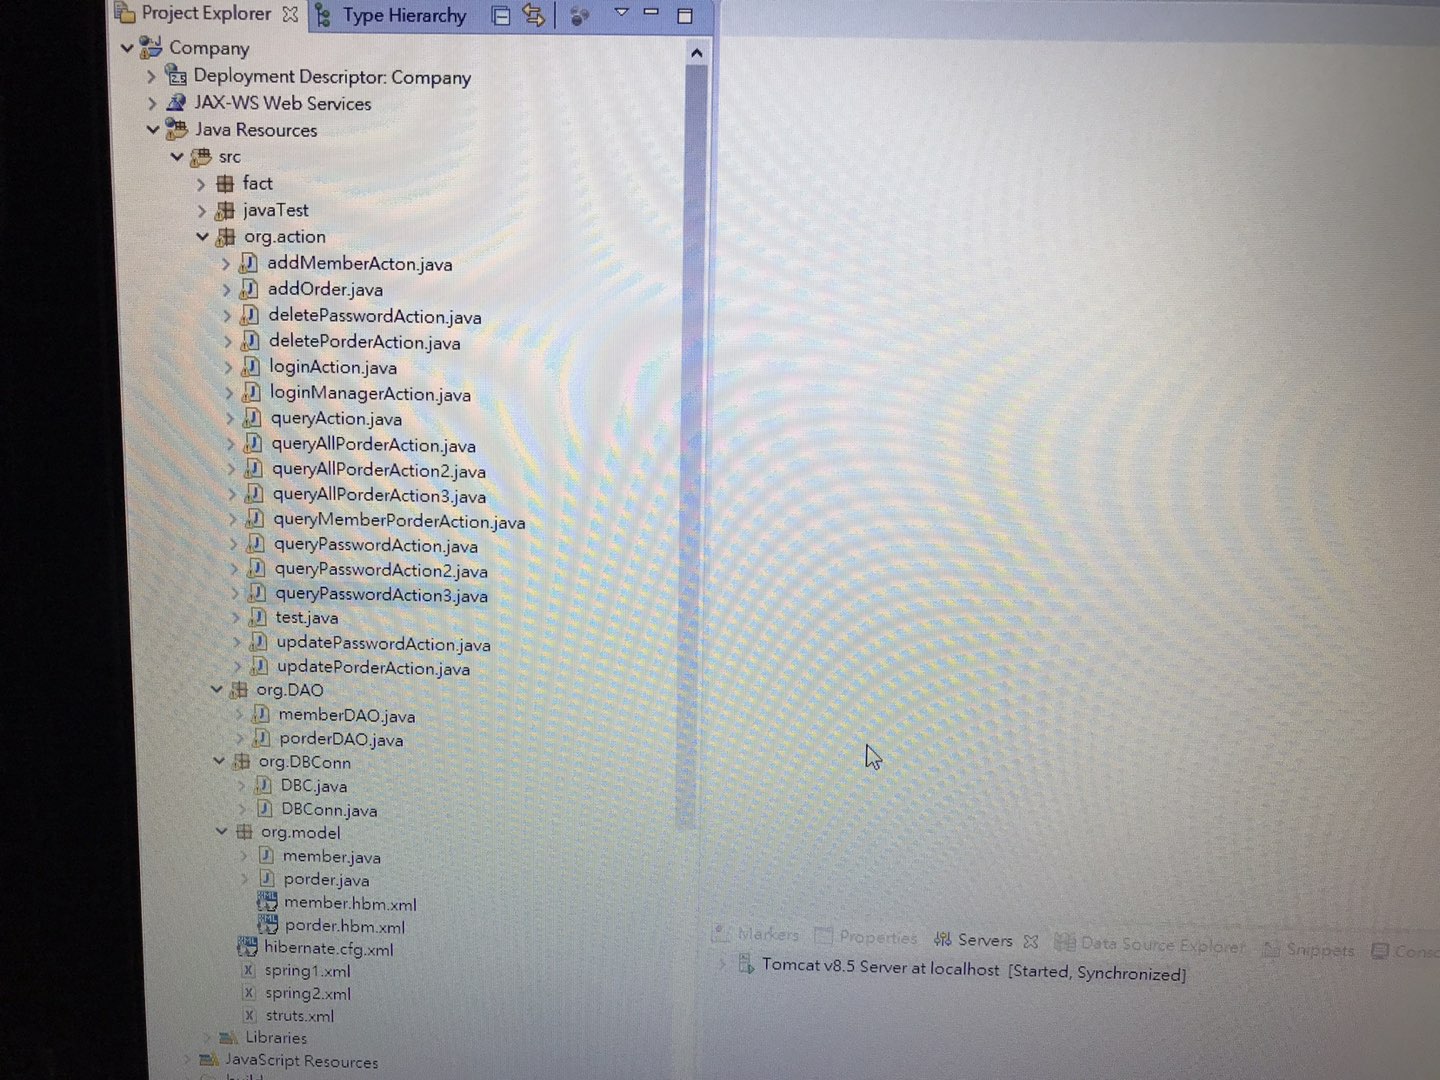 Project Explorer
Type Hierarchy
Company
2.5
Deployment Descriptor: Company
JAX-WS Web Services
Java Resources
src
fact
javaTest
org.action
addMemberActon.java
addOrder.java
deletePasswordAction.java
deletePorderAction.java
loginAction.java
loginManagerAction.java
queryAction.java
queryAllPorderAction.java
queryAllPorderAction2.java
queryAllPorderAction3.java
queryMemberPorderAction.java
queryPasswordAction.java
queryPasswordAction2.java
queryPasswordAction3.java
test.java
updatePasswordAction.java
updatePorderAction.java
org.DAO
memberDAO.java
porderDAO.java
org.DBConn
DBC.java
DBConn.java
org.model
member.java
porder.java
member.hbm.xml
porder.hbm.xml
hibernate.cfg.xml
spring1.xml
spring2.xml
struts.xml
Libraries
JavaScript Resources
Markers Properties Servers Data Source Explorer Snippets Conso
Tomcat v8.5 Server at localhost [Started, Synchronized]